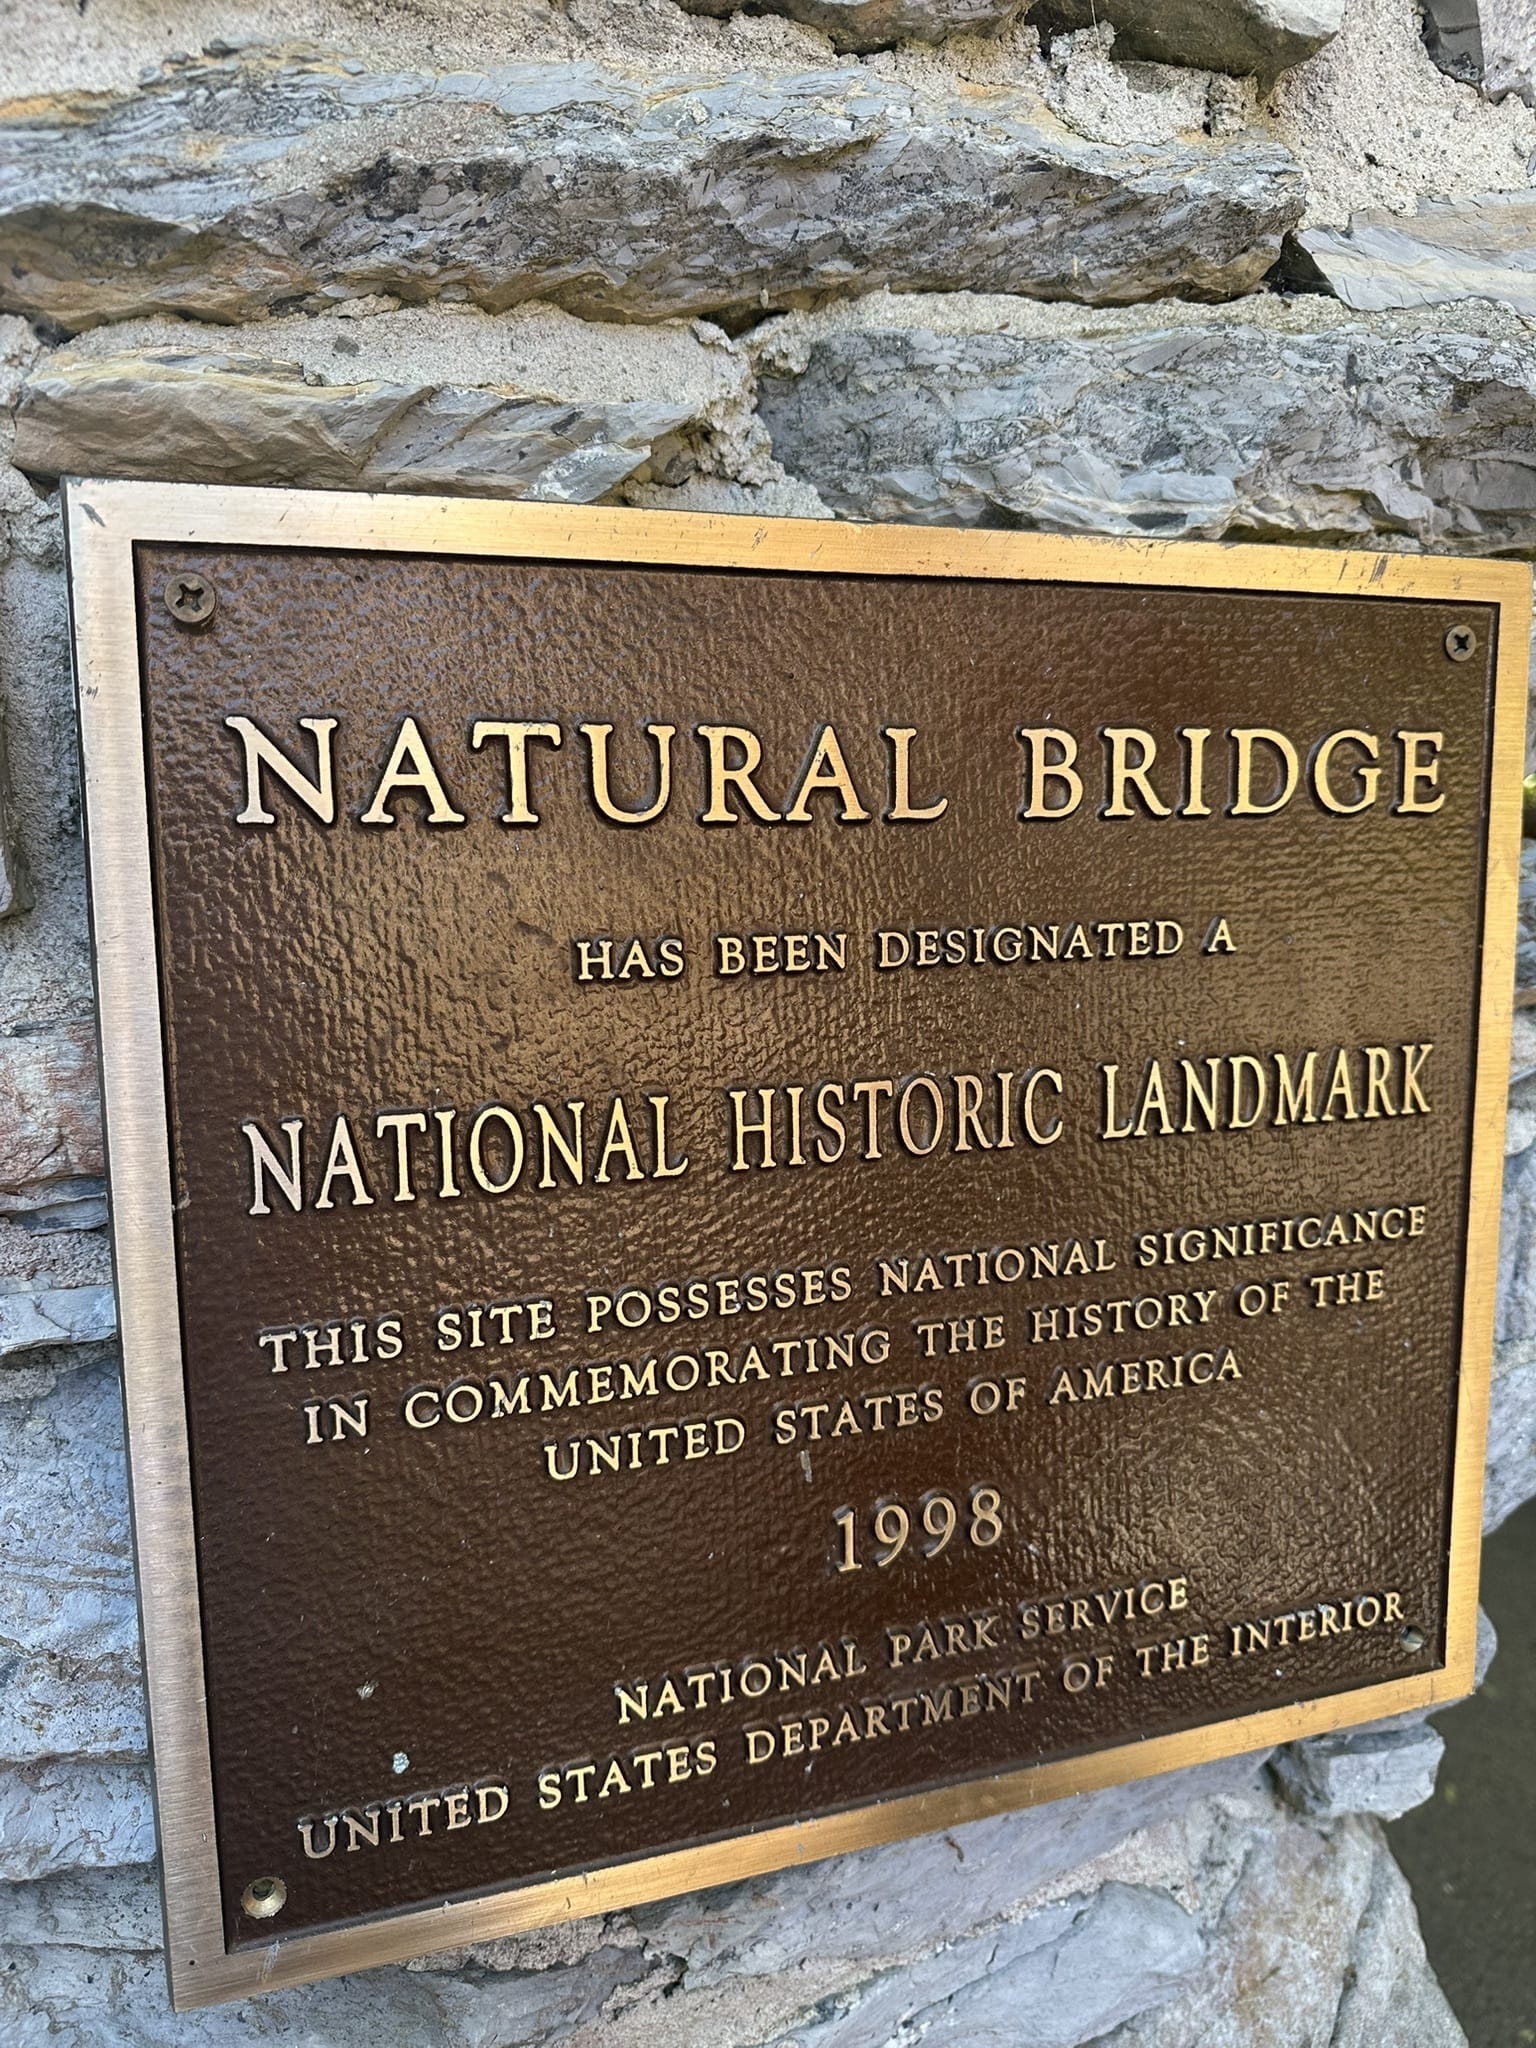 NATURAL BRIDGE
HAS BEEN DESIGNATED A
NATIONAL HISTORIC LANDMARK
THIS SITE POSSESSES NATIONAL SIGNIFICANCE
IN COMMEMORATING THE HISTORY OF THE
UNITED STATES OF AMERICA
1998
NATIONAL PARK SERVICE
UNITED STATES DEPARTMENT OF THE INTERIOR